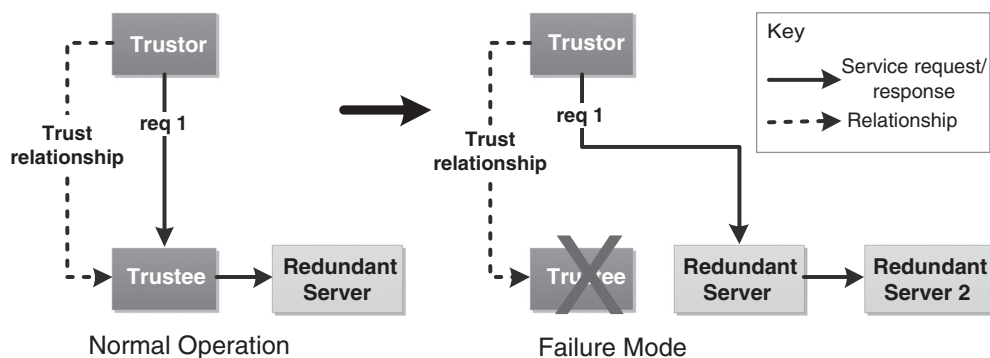 Trustor
req 1
Trust
relationship
Trustee
Redundant
Server
Normal Operation
Trustor
req 1
Trust
relationship
Trustee
Redundant
Server
Redundant
Server 2
Failure Mode
Key
Service request/
response
Relationship